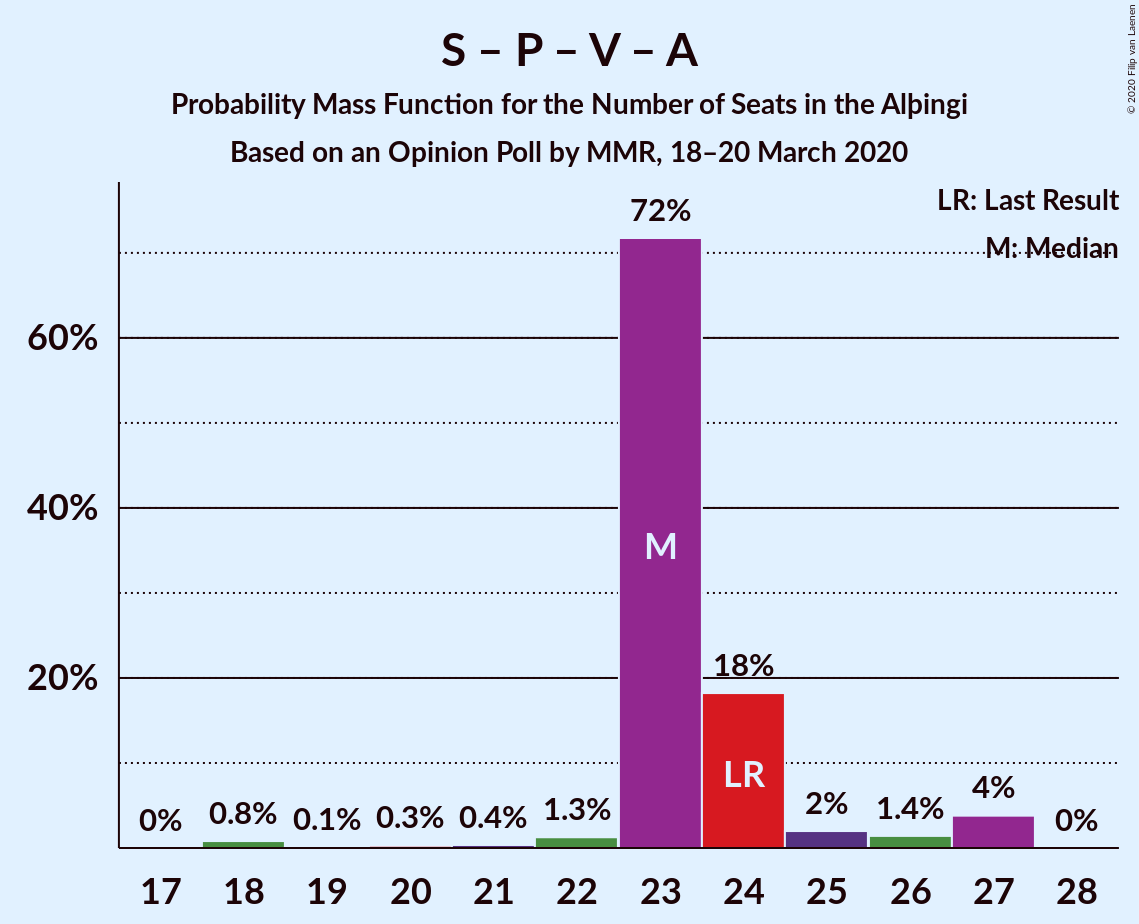 S – P – V – A
Probability Mass Function for the Number of Seats in the Alþingi
Based on an Opinion Poll by MMR, 18–20 March 2020
© 2020 Filip van Laenen
LR: Last Result
M: Median
60%
40%
20%
0%
0.8%
0.1%
0.3%
0.4%
1.3%
72%
18%
2%
1.4%
4%
0%
M
LR
17 18 19 20 21 22 23 24 25 26 27 28